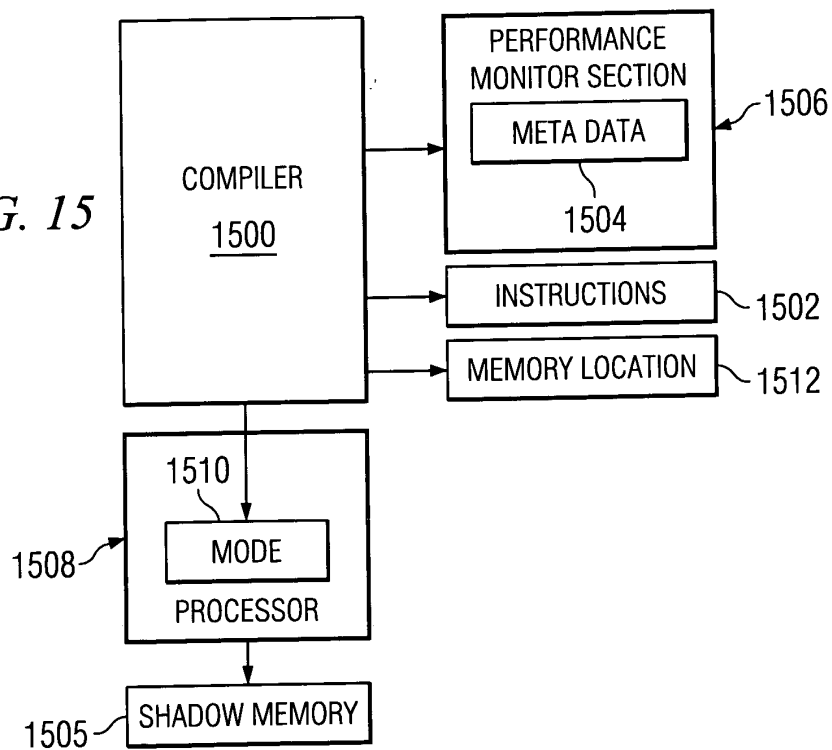 PERFORMANCE
MONITOR SECTION
META DATA
1506
1504
COMPILER
1500
G. 15
INSTRUCTIONS
1502
MEMORY LOCATION
1512
1510
MODE
1508
PROCESSOR
SHADOW MEMORY
1505